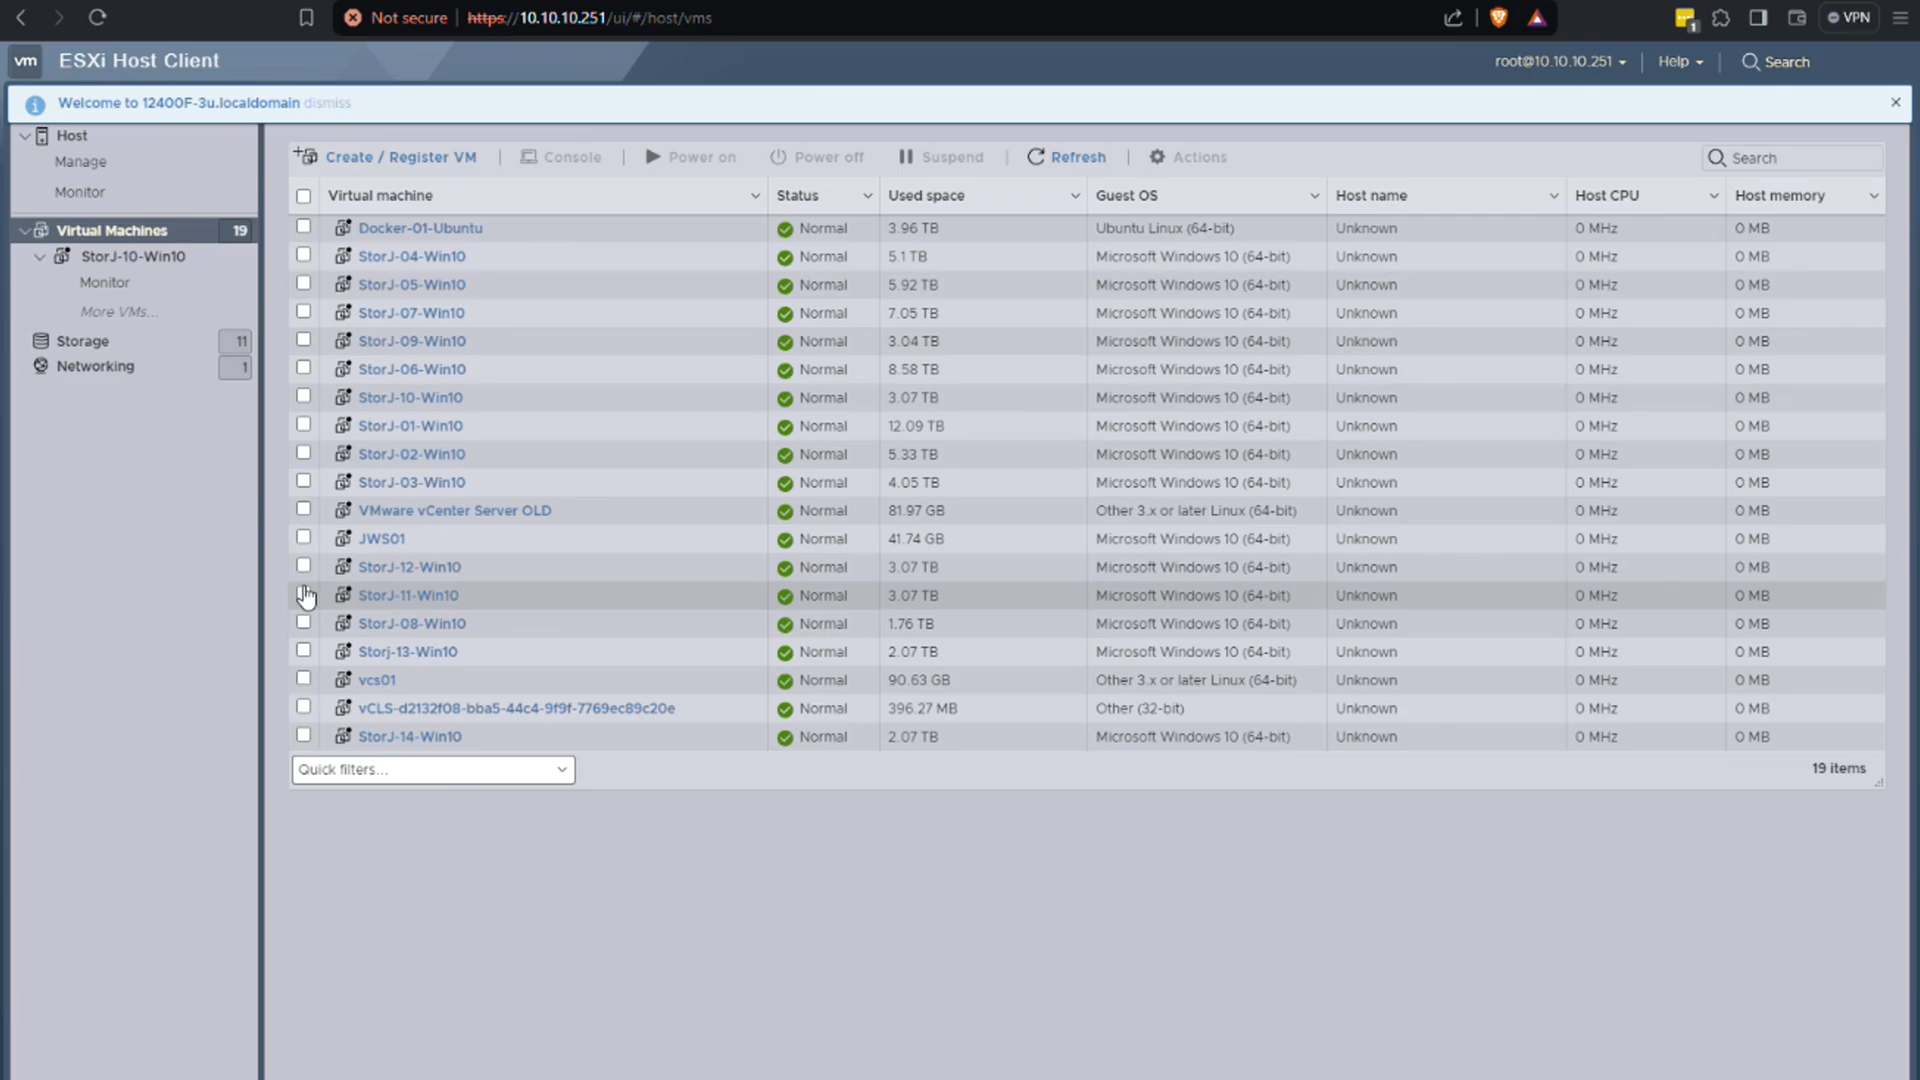 Not secure https://10.10.10.251/ui/#/host/vms 1 VPN
vm ESXi Host Client root@10.10.10.251 Help Search
Welcome to 12400F-3u.localdomain dismiss
Host
Manage
Monitor
Virtual Machines 19
StorJ-10-Win10
Monitor
More VMs...
Storage 11
Networking 1
Create / Register VM Console Power on Power off Suspend Refresh Actions Search
Virtual machine Status Used space Guest OS Host name Host CPU Host memory
Docker-01-Ubuntu Normal 3.96 TB Ubuntu Linux (64-bit) Unknown 0 MHz 0 MB
StorJ-04-Win10 Normal 5.1 TB Microsoft Windows 10 (64-bit) Unknown 0 MHz 0 MB
StorJ-05-Win10 Normal 5.92 TB Microsoft Windows 10 (64-bit) Unknown 0 MHz 0 MB
StorJ-07-Win10 Normal 7.05 TB Microsoft Windows 10 (64-bit) Unknown 0 MHz 0 MB
StorJ-09-Win10 Normal 3.04 TB Microsoft Windows 10 (64-bit) Unknown 0 MHz 0 MB
StorJ-06-Win10 Normal 8.58 TB Microsoft Windows 10 (64-bit) Unknown 0 MHz 0 MB
StorJ-10-Win10 Normal 3.07 TB Microsoft Windows 10 (64-bit) Unknown 0 MHz 0 MB
StorJ-01-Win10 Normal 12.09 TB Microsoft Windows 10 (64-bit) Unknown 0 MHz 0 MB
StorJ-02-Win10 Normal 5.33 TB Microsoft Windows 10 (64-bit) Unknown 0 MHz 0 MB
StorJ-03-Win10 Normal 4.05 TB Microsoft Windows 10 (64-bit) Unknown 0 MHz 0 MB
VMware vCenter Server OLD Normal 81.97 GB Other 3.x or later Linux (64-bit) Unknown 0 MHz 0 MB
JWS01 Normal 41.74 GB Microsoft Windows 10 (64-bit) Unknown 0 MHz 0 MB
StorJ-12-Win10 Normal 3.07 TB Microsoft Windows 10 (64-bit) Unknown 0 MHz 0 MB
StorJ-11-Win10 Normal 3.07 TB Microsoft Windows 10 (64-bit) Unknown 0 MHz 0 MB
StorJ-08-Win10 Normal 1.76 TB Microsoft Windows 10 (64-bit) Unknown 0 MHz 0 MB
Storj-13-Win10 Normal 2.07 TB Microsoft Windows 10 (64-bit) Unknown 0 MHz 0 MB
vcs01 Normal 90.63 GB Other 3.x or later Linux (64-bit) Unknown 0 MHz 0 MB
vCLS-d2132f08-bba5-44c4-9f9f-7769ec89c20e Normal 396.27 MB Other (32-bit) Unknown 0 MHz 0 MB
StorJ-14-Win10 Normal 2.07 TB Microsoft Windows 10 (64-bit) Unknown 0 MHz 0 MB
Quick filters... 19 items